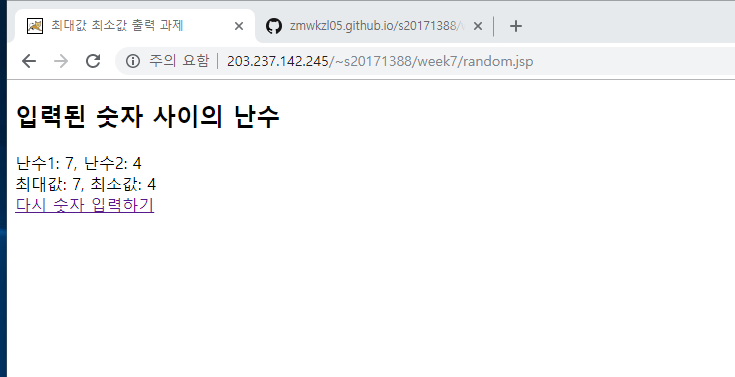 최대값 최소값 출력 과제
zmwkzl05.github.io/s20171388/
주의 요함 203.237.142.245/~s20171388/week7/random.jsp
입력된 숫자 사이의 난수
난수1: 7, 난수2: 4
최대값: 7, 최소값: 4
다시 숫자 입력하기